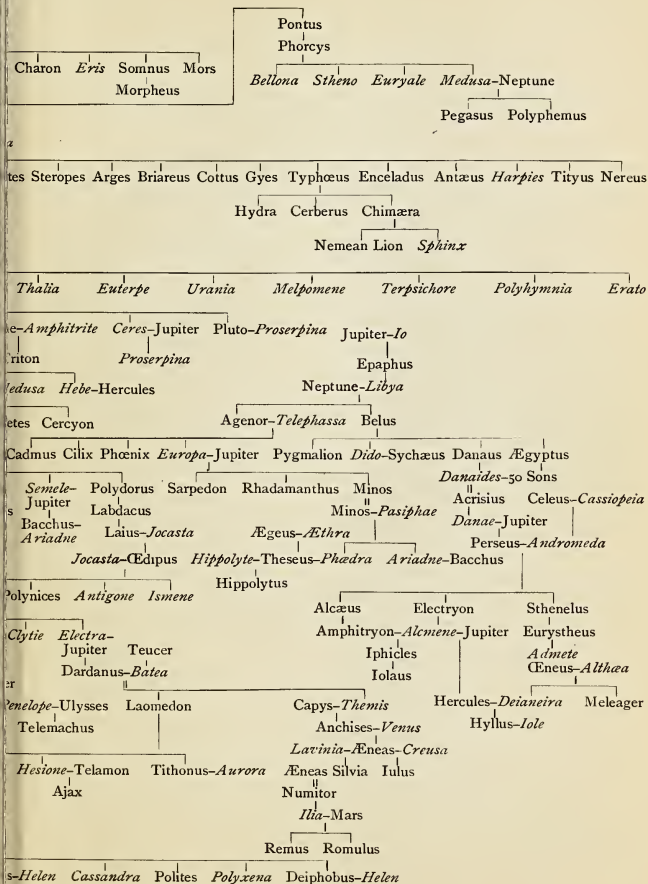 Pontus
Phorcys
Charon Eris Somnus Mors
Bellona Stheno Euryale Medusa–Neptune
Morpheus
Pegasus Polyphemus
tes Steropes Arges Briareus Cottus Gyes Typhœus Enceladus Antæus Harpies Tityus Nereus
Hydra Cerberus Chimæra
Nemean Lion Sphinx
Thalia Euterpe Urania Melpomene Terpsichore Polyhymnia Erato
e–Amphitrite Ceres–Jupiter Pluto–Proserpina Jupiter–Io
Triton Proserpina Epaphus
Medusa Hebe–Hercules Neptune–Libya
etes Cercyon Agenor–Telephassa Belus
Cadmus Cilix Phœnix Europa–Jupiter Pygmalion Dido–Sychæus Danaus Ægyptus
Danaides–50 Sons
Semele– Polydorus Sarpedon Rhadamanthus Minos
s Jupiter Labdacus Minos–Pasiphae Acrisius Celeus–Cassiopeia
Bacchus– Laius–Jocasta Ægeus–Æthra Danae–Jupiter
Ariadne
Perseus–Andromeda
Jocasta–Œdipus Hippolyte–Theseus–Phædra Ariadne–Bacchus
Hippolytus
Polynices Antigone Ismene
Alcæus Electryon Sthenelus
Clytie Electra– Amphitryon–Alcmene–Jupiter Eurystheus
Jupiter Teucer Iphicles Admete
Dardanus–Batea Iolaus Œneus–Althæa
er
Penelope–Ulysses Laomedon Capys–Themis Hercules–Deianeira Meleager
Telemachus Anchises–Venus Hyllus–Iole
Lavinia–Æneas–Creusa
Hesione–Telamon Tithonus–Aurora Æneas Silvia Iulus
Ajax Numitor
Ilia–Mars
Remus Romulus
s–Helen Cassandra Polites Polyxena Deiphobus–Helen